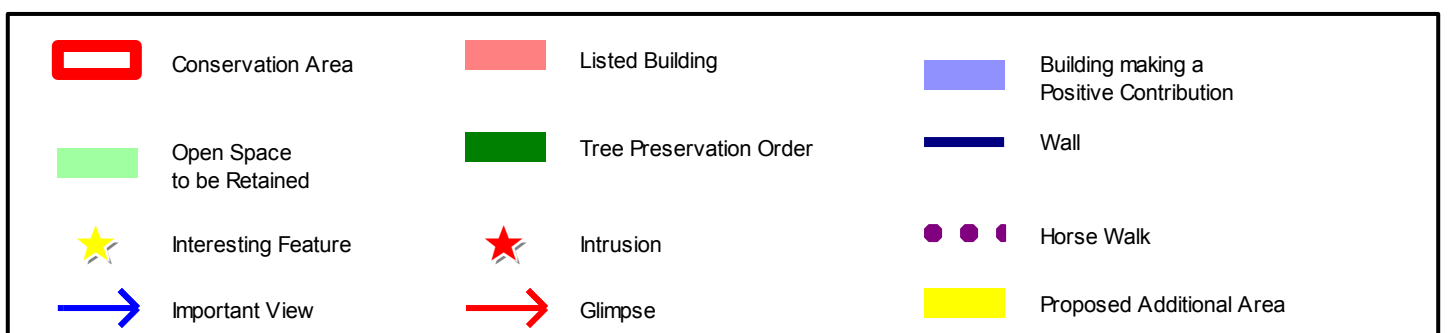 Conservation Area
Listed Building
Building making a
Positive Contribution
Open Space
to be Retained
Tree Preservation Order
Wall
Interesting Feature
Intrusion
Horse Walk
Important View
Glimpse
Proposed Additional Area